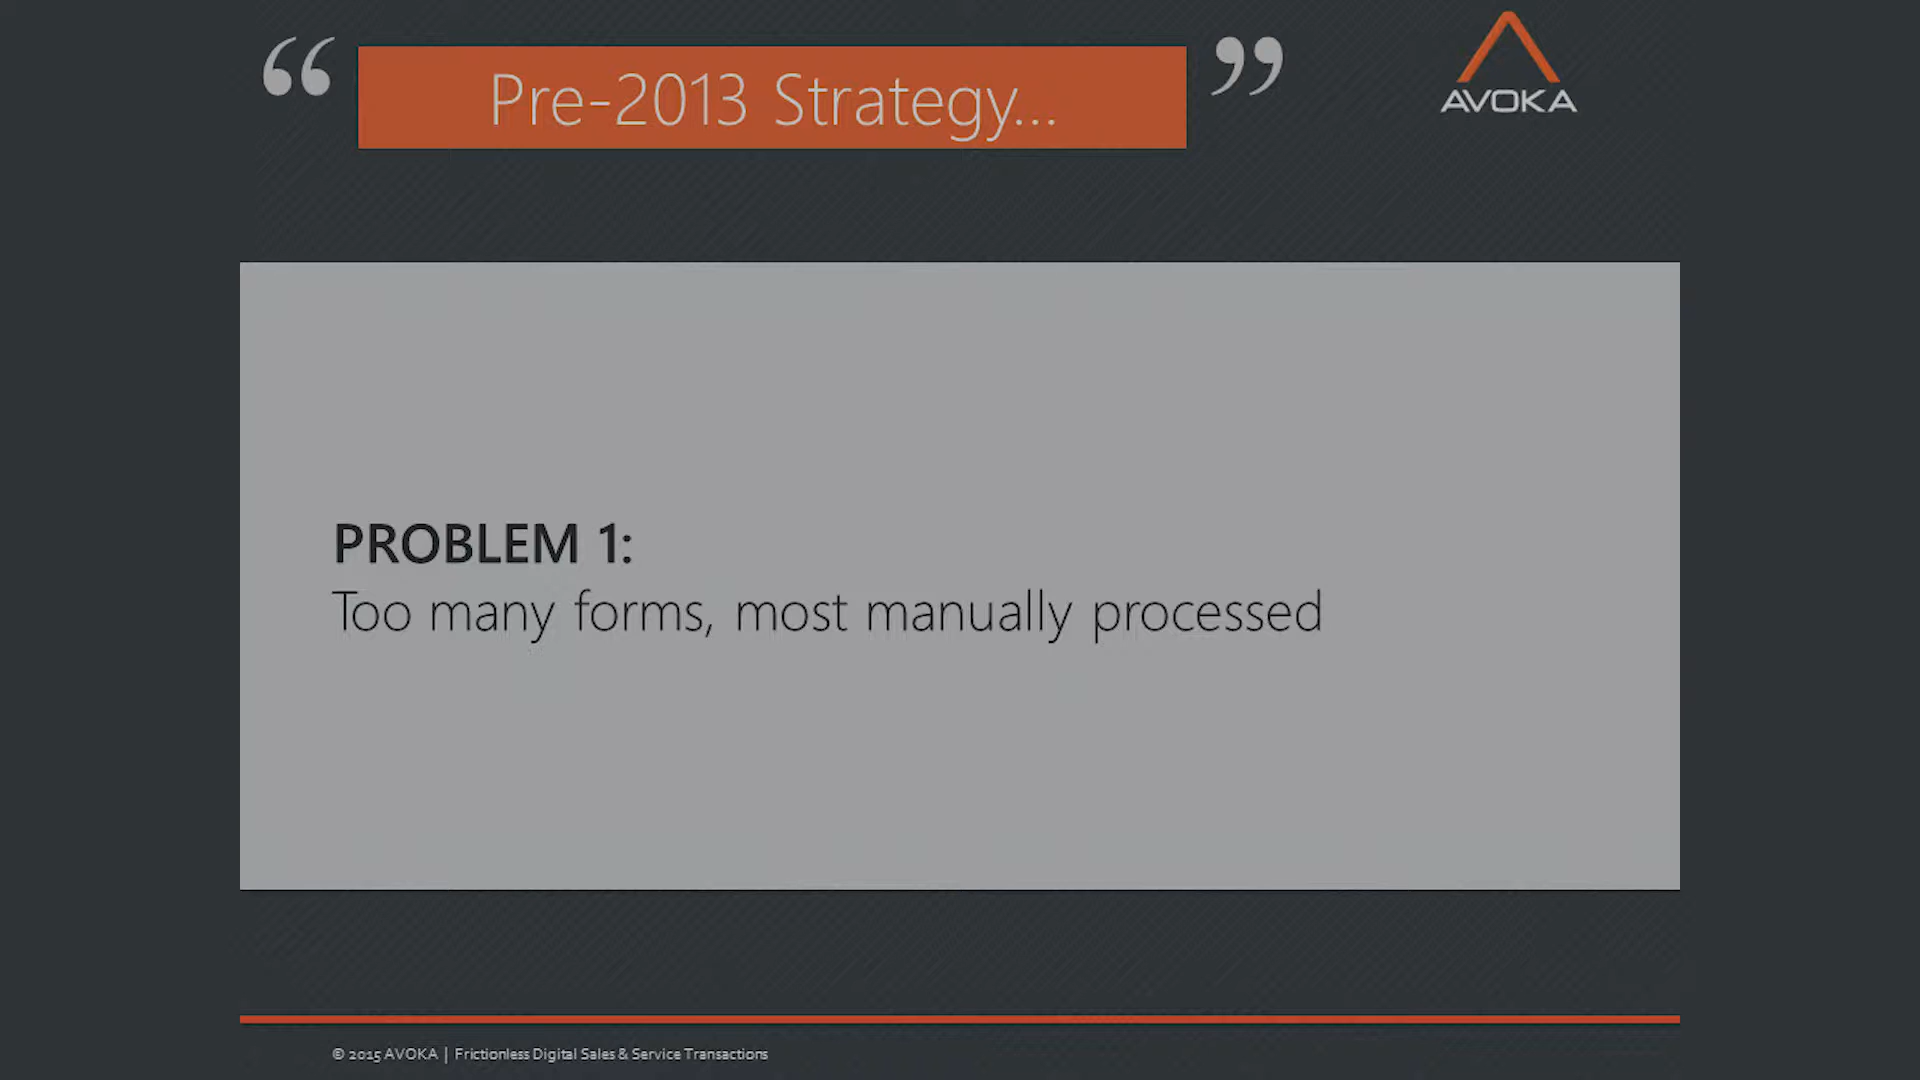 “ Pre-2013 Strategy... ”
AVOKA
PROBLEM 1:
Too many forms, most manually processed
© 2015 AVOKA | Frictionless Digital Sales & Service Transactions